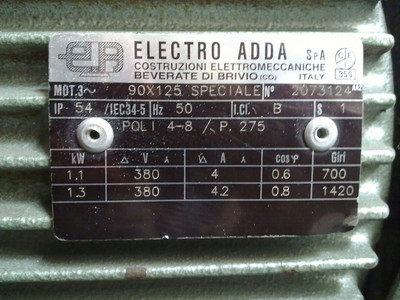 ELECTRO ADDA SpA
COSTRUZIONI ELETTROMECCANICHE
BEVERATE DI BRIVIO (CO) ITALY
355
MOT.3~ 90X125 SPECIALE N° 2073124
IP 54 /IEC34-5 Hz 50 I.Cl. B S 1
POLI 4-8 / P. 275
kW △ V A cosφ Giri
1.1 380 4 0.6 700
1.3 380 4.2 0.8 1420